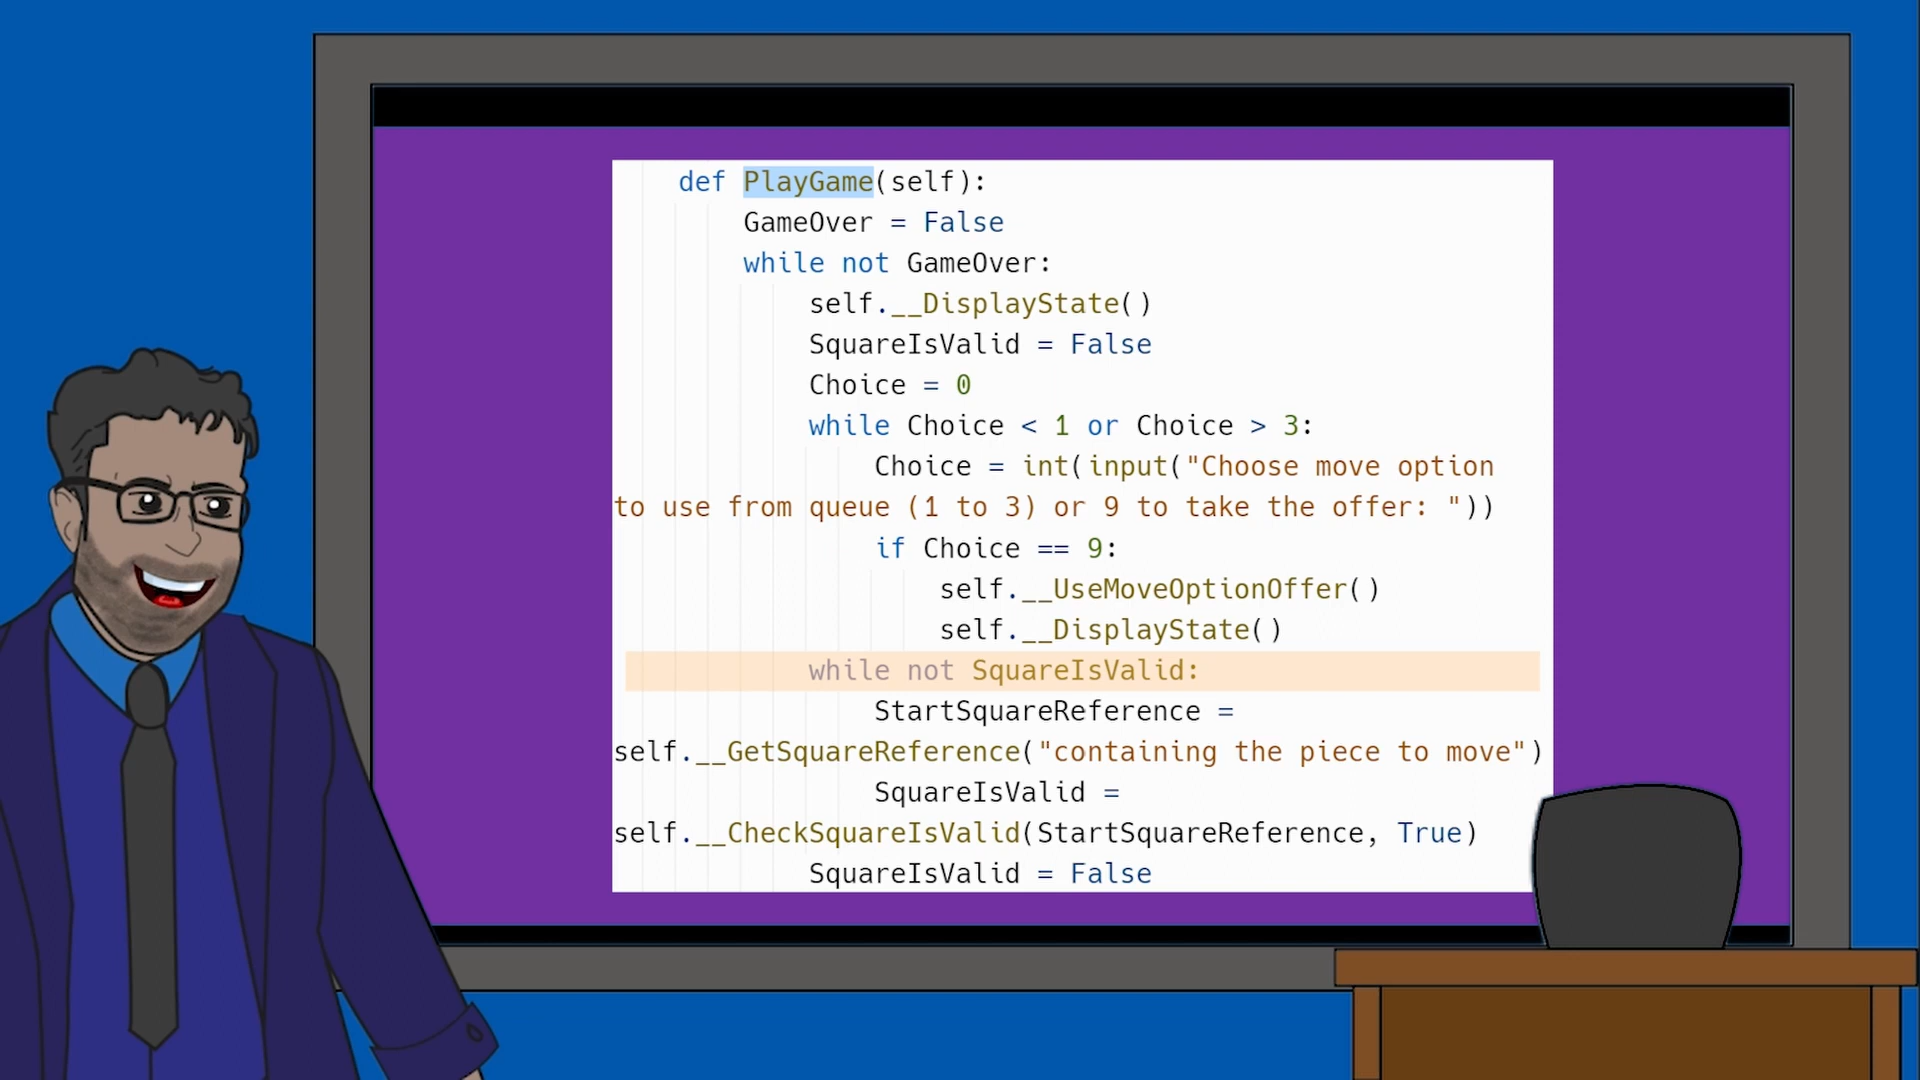 def PlayGame(self):
GameOver = False
while not GameOver:
self.__DisplayState()
SquareIsValid = False
Choice = 0
while Choice < 1 or Choice > 3:
Choice = int(input("Choose move option
to use from queue (1 to 3) or 9 to take the offer: "))
if Choice == 9:
self.__UseMoveOptionOffer()
self.__DisplayState()
while not SquareIsValid:
StartSquareReference =
self.__GetSquareReference("containing the piece to move")
SquareIsValid =
self.__CheckSquareIsValid(StartSquareReference, True)
SquareIsValid = False